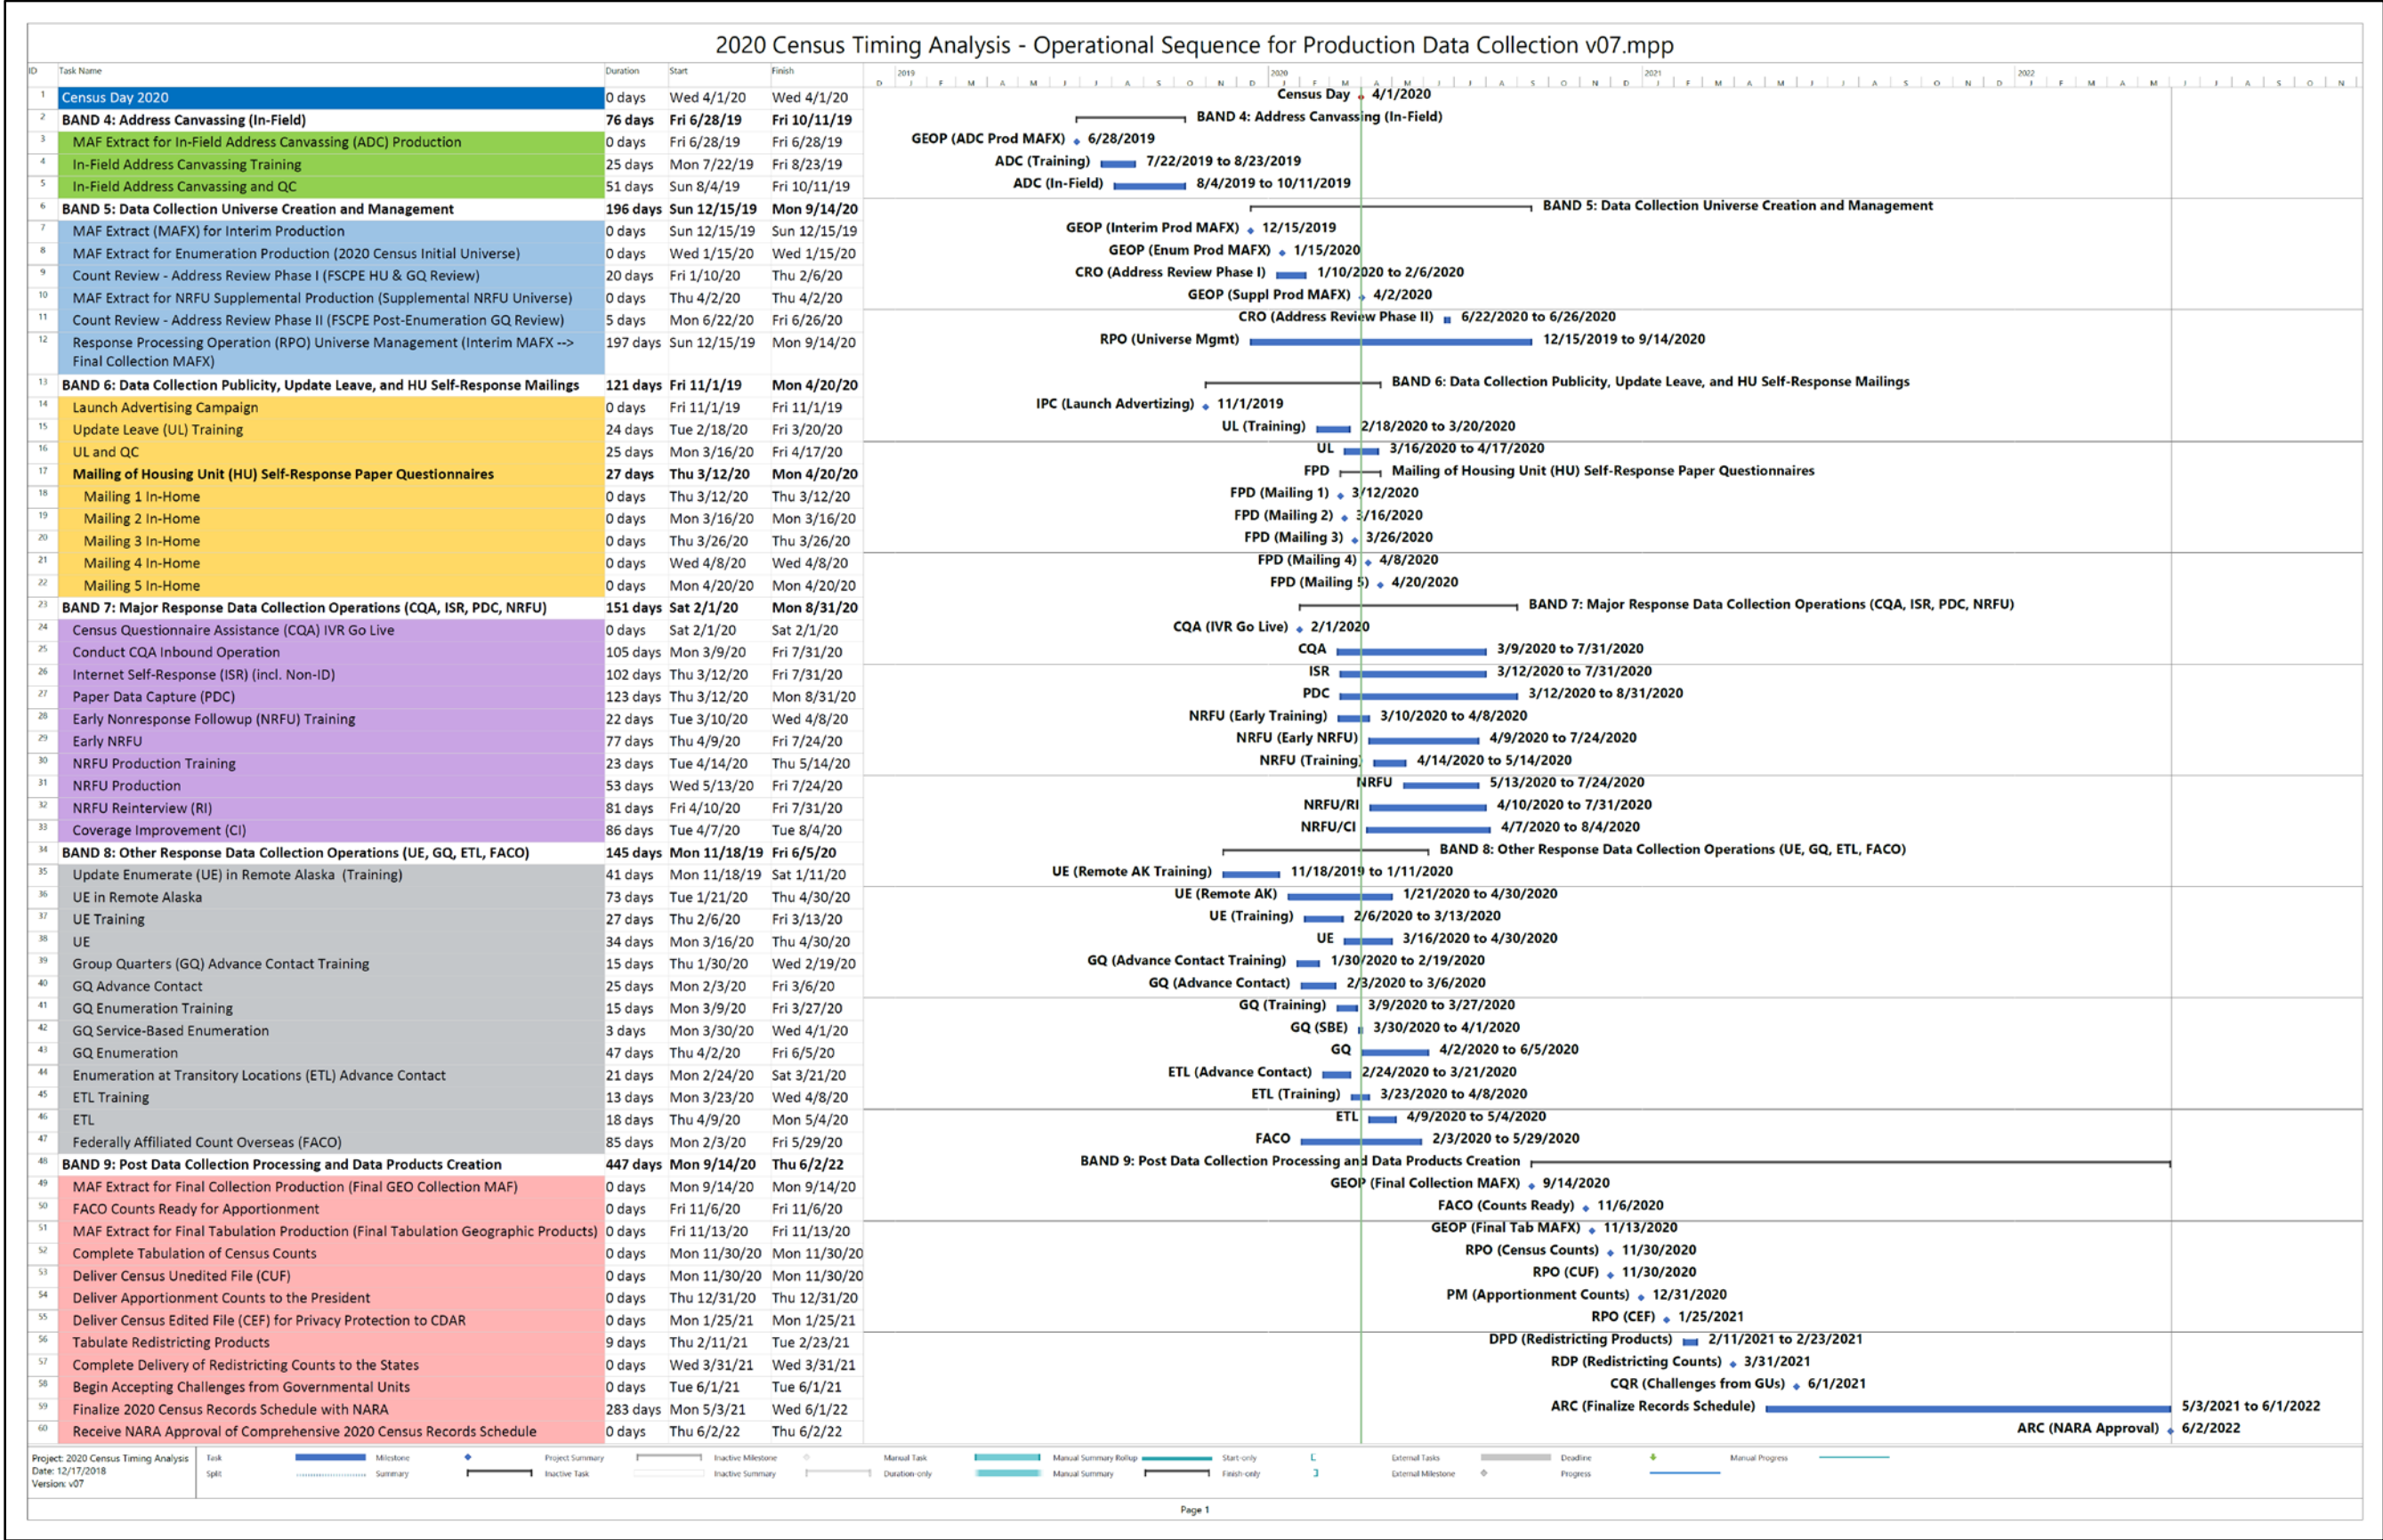 2020 Census Timing Analysis - Operational Sequence for Production Data Collection v07.mpp
ID Task Name Duration Start Finish 2019 2020 2021 2022
D J F M A M J J A S O N D J F M A M J J A S O N D J F M A M J J A S O N D J F M A M J J A S O N
1 Census Day 2020 0 days Wed 4/1/20 Wed 4/1/20 Census Day 4/1/2020
2 BAND 4: Address Canvassing (In-Field) 76 days Fri 6/28/19 Fri 10/11/19 BAND 4: Address Canvassing (In-Field)
3 MAF Extract for In-Field Address Canvassing (ADC) Production 0 days Fri 6/28/19 Fri 6/28/19 GEOP (ADC Prod MAFX) 6/28/2019
4 In-Field Address Canvassing Training 25 days Mon 7/22/19 Fri 8/23/19 ADC (Training) 7/22/2019 to 8/23/2019
5 In-Field Address Canvassing and QC 51 days Sun 8/4/19 Fri 10/11/19 ADC (In-Field) 8/4/2019 to 10/11/2019
6 BAND 5: Data Collection Universe Creation and Management 196 days Sun 12/15/19 Mon 9/14/20 BAND 5: Data Collection Universe Creation and Management
7 MAF Extract (MAFX) for Interim Production 0 days Sun 12/15/19 Sun 12/15/19 GEOP (Interim Prod MAFX) 12/15/2019
8 MAF Extract for Enumeration Production (2020 Census Initial Universe) 0 days Wed 1/15/20 Wed 1/15/20 GEOP (Enum Prod MAFX) 1/15/2020
9 Count Review - Address Review Phase I (FSCPE HU & GQ Review) 20 days Fri 1/10/20 Thu 2/6/20 CRO (Address Review Phase I) 1/10/2020 to 2/6/2020
10 MAF Extract for NRFU Supplemental Production (Supplemental NRFU Universe) 0 days Thu 4/2/20 Thu 4/2/20 GEOP (Suppl Prod MAFX) 4/2/2020
11 Count Review - Address Review Phase II (FSCPE Post-Enumeration GQ Review) 5 days Mon 6/22/20 Fri 6/26/20 CRO (Address Review Phase II) 6/22/2020 to 6/26/2020
12 Response Processing Operation (RPO) Universe Management (Interim MAFX --> 197 days Sun 12/15/19 Mon 9/14/20 RPO (Universe Mgmt) 12/15/2019 to 9/14/2020
Final Collection MAFX)
13 BAND 6: Data Collection Publicity, Update Leave, and HU Self-Response Mailings 121 days Fri 11/1/19 Mon 4/20/20 BAND 6: Data Collection Publicity, Update Leave, and HU Self-Response Mailings
14 Launch Advertising Campaign 0 days Fri 11/1/19 Fri 11/1/19 IPC (Launch Advertizing) 11/1/2019
15 Update Leave (UL) Training 24 days Tue 2/18/20 Fri 3/20/20 UL (Training) 2/18/2020 to 3/20/2020
16 UL and QC 25 days Mon 3/16/20 Fri 4/17/20 UL 3/16/2020 to 4/17/2020
17 Mailing of Housing Unit (HU) Self-Response Paper Questionnaires 27 days Thu 3/12/20 Mon 4/20/20 FPD Mailing of Housing Unit (HU) Self-Response Paper Questionnaires
18 Mailing 1 In-Home 0 days Thu 3/12/20 Thu 3/12/20 FPD (Mailing 1) 3/12/2020
19 Mailing 2 In-Home 0 days Mon 3/16/20 Mon 3/16/20 FPD (Mailing 2) 3/16/2020
20 Mailing 3 In-Home 0 days Thu 3/26/20 Thu 3/26/20 FPD (Mailing 3) 3/26/2020
21 Mailing 4 In-Home 0 days Wed 4/8/20 Wed 4/8/20 FPD (Mailing 4) 4/8/2020
22 Mailing 5 In-Home 0 days Mon 4/20/20 Mon 4/20/20 FPD (Mailing 5) 4/20/2020
23 BAND 7: Major Response Data Collection Operations (CQA, ISR, PDC, NRFU) 151 days Sat 2/1/20 Mon 8/31/20 BAND 7: Major Response Data Collection Operations (CQA, ISR, PDC, NRFU)
24 Census Questionnaire Assistance (CQA) IVR Go Live 0 days Sat 2/1/20 Sat 2/1/20 CQA (IVR Go Live) 2/1/2020
25 Conduct CQA Inbound Operation 105 days Mon 3/9/20 Fri 7/31/20 CQA 3/9/2020 to 7/31/2020
26 Internet Self-Response (ISR) (incl. Non-ID) 102 days Thu 3/12/20 Fri 7/31/20 ISR 3/12/2020 to 7/31/2020
27 Paper Data Capture (PDC) 123 days Thu 3/12/20 Mon 8/31/20 PDC 3/12/2020 to 8/31/2020
28 Early Nonresponse Followup (NRFU) Training 22 days Tue 3/10/20 Wed 4/8/20 NRFU (Early Training) 3/10/2020 to 4/8/2020
29 Early NRFU 77 days Thu 4/9/20 Fri 7/24/20 NRFU (Early NRFU) 4/9/2020 to 7/24/2020
30 NRFU Production Training 23 days Tue 4/14/20 Thu 5/14/20 NRFU (Training) 4/14/2020 to 5/14/2020
31 NRFU Production 53 days Wed 5/13/20 Fri 7/24/20 NRFU 5/13/2020 to 7/24/2020
32 NRFU Reinterview (RI) 81 days Fri 4/10/20 Fri 7/31/20 NRFU/RI 4/10/2020 to 7/31/2020
33 Coverage Improvement (CI) 86 days Tue 4/7/20 Tue 8/4/20 NRFU/CI 4/7/2020 to 8/4/2020
34 BAND 8: Other Response Data Collection Operations (UE, GQ, ETL, FACO) 145 days Mon 11/18/19 Fri 6/5/20 BAND 8: Other Response Data Collection Operations (UE, GQ, ETL, FACO)
35 Update Enumerate (UE) in Remote Alaska (Training) 41 days Mon 11/18/19 Sat 1/11/20 UE (Remote AK Training) 11/18/2019 to 1/11/2020
36 UE in Remote Alaska 73 days Tue 1/21/20 Thu 4/30/20 UE (Remote AK) 1/21/2020 to 4/30/2020
37 UE Training 27 days Thu 2/6/20 Fri 3/13/20 UE (Training) 2/6/2020 to 3/13/2020
38 UE 34 days Mon 3/16/20 Thu 4/30/20 UE 3/16/2020 to 4/30/2020
39 Group Quarters (GQ) Advance Contact Training 15 days Thu 1/30/20 Wed 2/19/20 GQ (Advance Contact Training) 1/30/2020 to 2/19/2020
40 GQ Advance Contact 25 days Mon 2/3/20 Fri 3/6/20 GQ (Advance Contact) 2/3/2020 to 3/6/2020
41 GQ Enumeration Training 15 days Mon 3/9/20 Fri 3/27/20 GQ (Training) 3/9/2020 to 3/27/2020
42 GQ Service-Based Enumeration 3 days Mon 3/30/20 Wed 4/1/20 GQ (SBE) 3/30/2020 to 4/1/2020
43 GQ Enumeration 47 days Thu 4/2/20 Fri 6/5/20 GQ 4/2/2020 to 6/5/2020
44 Enumeration at Transitory Locations (ETL) Advance Contact 21 days Mon 2/24/20 Sat 3/21/20 ETL (Advance Contact) 2/24/2020 to 3/21/2020
45 ETL Training 13 days Mon 3/23/20 Wed 4/8/20 ETL (Training) 3/23/2020 to 4/8/2020
46 ETL 18 days Thu 4/9/20 Mon 5/4/20 ETL 4/9/2020 to 5/4/2020
47 Federally Affiliated Count Overseas (FACO) 85 days Mon 2/3/20 Fri 5/29/20 FACO 2/3/2020 to 5/29/2020
48 BAND 9: Post Data Collection Processing and Data Products Creation 447 days Mon 9/14/20 Thu 6/2/22 BAND 9: Post Data Collection Processing and Data Products Creation
49 MAF Extract for Final Collection Production (Final GEO Collection MAF) 0 days Mon 9/14/20 Mon 9/14/20 GEOP (Final Collection MAFX) 9/14/2020
50 FACO Counts Ready for Apportionment 0 days Fri 11/6/20 Fri 11/6/20 FACO (Counts Ready) 11/6/2020
51 MAF Extract for Final Tabulation Production (Final Tabulation Geographic Products) 0 days Fri 11/13/20 Fri 11/13/20 GEOP (Final Tab MAFX) 11/13/2020
52 Complete Tabulation of Census Counts 0 days Mon 11/30/20 Mon 11/30/20 RPO (Census Counts) 11/30/2020
53 Deliver Census Unedited File (CUF) 0 days Mon 11/30/20 Mon 11/30/20 RPO (CUF) 11/30/2020
54 Deliver Apportionment Counts to the President 0 days Thu 12/31/20 Thu 12/31/20 PM (Apportionment Counts) 12/31/2020
55 Deliver Census Edited File (CEF) for Privacy Protection to CDAR 0 days Mon 1/25/21 Mon 1/25/21 RPO (CEF) 1/25/2021
56 Tabulate Redistricting Products 9 days Thu 2/11/21 Tue 2/23/21 DPD (Redistricting Products) 2/11/2021 to 2/23/2021
57 Complete Delivery of Redistricting Counts to the States 0 days Wed 3/31/21 Wed 3/31/21 RDP (Redistricting Counts) 3/31/2021
58 Begin Accepting Challenges from Governmental Units 0 days Tue 6/1/21 Tue 6/1/21 CQR (Challenges from GUs) 6/1/2021
59 Finalize 2020 Census Records Schedule with NARA 283 days Mon 5/3/21 Wed 6/1/22 ARC (Finalize Records Schedule) 5/3/2021 to 6/1/2022
60 Receive NARA Approval of Comprehensive 2020 Census Records Schedule 0 days Thu 6/2/22 Thu 6/2/22 ARC (NARA Approval) 6/2/2022
Project: 2020 Census Timing Analysis
Date: 12/17/2018
Version: v07
Task Milestone Project Summary Inactive Milestone Manual Task Manual Summary Rollup Start-only External Tasks Deadline Manual Progress
Split Summary Inactive Task Inactive Summary Duration-only Manual Summary Finish-only External Milestone Progress
Page 1